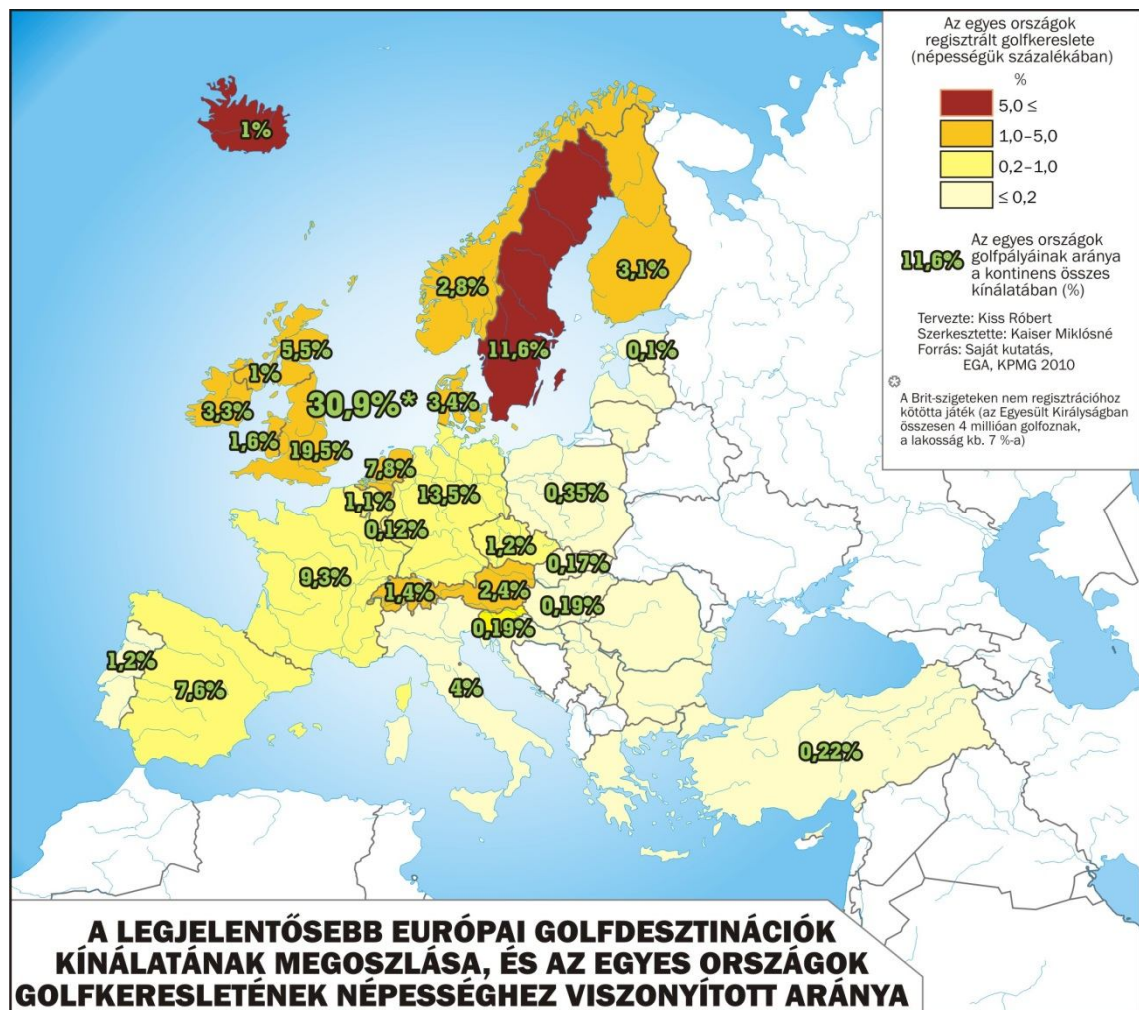 Az egyes országok
regisztrált golfkereslete
(népességük százalékában)
%
5,0 ≤
1,0–5,0
0,2–1,0
≤ 0,2
11,6%
Az egyes országok
golfpályáinak aránya
a kontinens összes
kínálatában (%)
Tervezte: Kiss Róbert
Szerkesztette: Kaiser Miklósné
Forrás: Saját kutatás,
EGA, KPMG 2010
*
A Brit-szigeteken nem regisztrációhoz
kötötta játék (az Egyesült Királyságban
összesen 4 millióan golfoznak,
a lakosság kb. 7 %-a)
1%
2,8%
3,1%
11,6%
0,1%
5,5%
1%
3,3%
30,9%*
3,4%
1,6%
19,5%
7,8%
1,1%
13,5%
0,35%
0,12%
1,2%
0,17%
9,3%
1,4%
2,4%
0,19%
0,19%
1,2%
7,6%
4%
0,22%
A LEGJELENTŐSEBB EURÓPAI GOLFDESZTINÁCIÓK
KÍNÁLATÁNAK MEGOSZLÁSA, ÉS AZ EGYES ORSZÁGOK
GOLFKERESLETÉNEK NÉPESSÉGHEZ VISZONYÍTOTT ARÁNYA